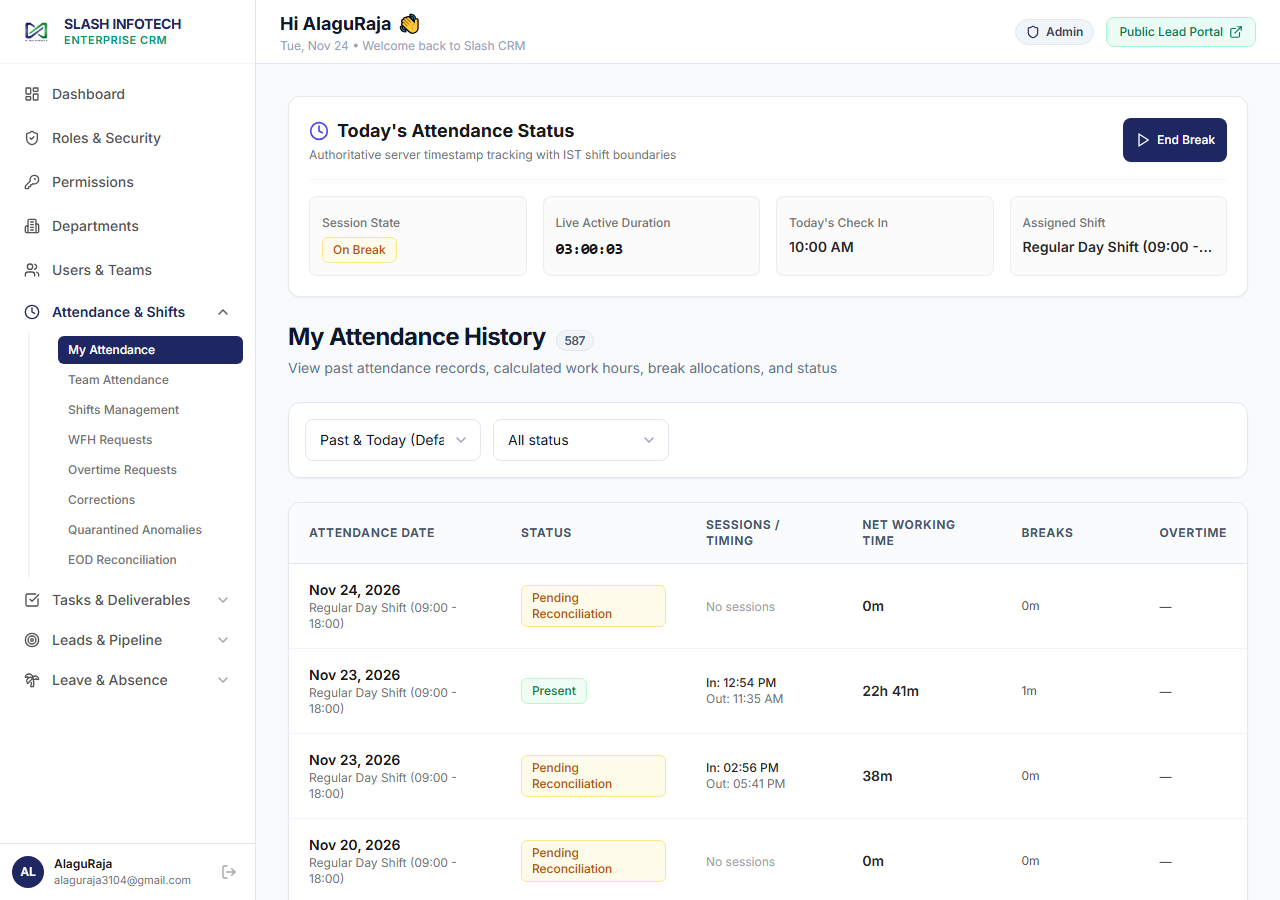 SLASH INFOTECH
ENTERPRISE CRM
Hi AlaguRaja 👋
Tue, Nov 24 • Welcome back to Slash CRM
Admin
Public Lead Portal
Dashboard
Roles & Security
Permissions
Departments
Users & Teams
Attendance & Shifts
My Attendance
Team Attendance
Shifts Management
WFH Requests
Overtime Requests
Corrections
Quarantined Anomalies
EOD Reconciliation
Tasks & Deliverables
Leads & Pipeline
Leave & Absence
AL
AlaguRaja
alaguraja3104@gmail.com
Today's Attendance Status
Authoritative server timestamp tracking with IST shift boundaries
End Break
Session State
On Break
Live Active Duration
03:00:03
Today's Check In
10:00 AM
Assigned Shift
Regular Day Shift (09:00 -...
My Attendance History 587
View past attendance records, calculated work hours, break allocations, and status
Past & Today (Defa
All status
ATTENDANCE DATE
STATUS
SESSIONS /
TIMING
NET WORKING
TIME
BREAKS
OVERTIME
Nov 24, 2026
Regular Day Shift (09:00 -
18:00)
Pending
Reconciliation
No sessions
0m
0m
—
Nov 23, 2026
Regular Day Shift (09:00 -
18:00)
Present
In: 12:54 PM
Out: 11:35 AM
22h 41m
1m
—
Nov 23, 2026
Regular Day Shift (09:00 -
18:00)
Pending
Reconciliation
In: 02:56 PM
Out: 05:41 PM
38m
0m
—
Nov 20, 2026
Regular Day Shift (09:00 -
18:00)
Pending
Reconciliation
No sessions
0m
0m
—